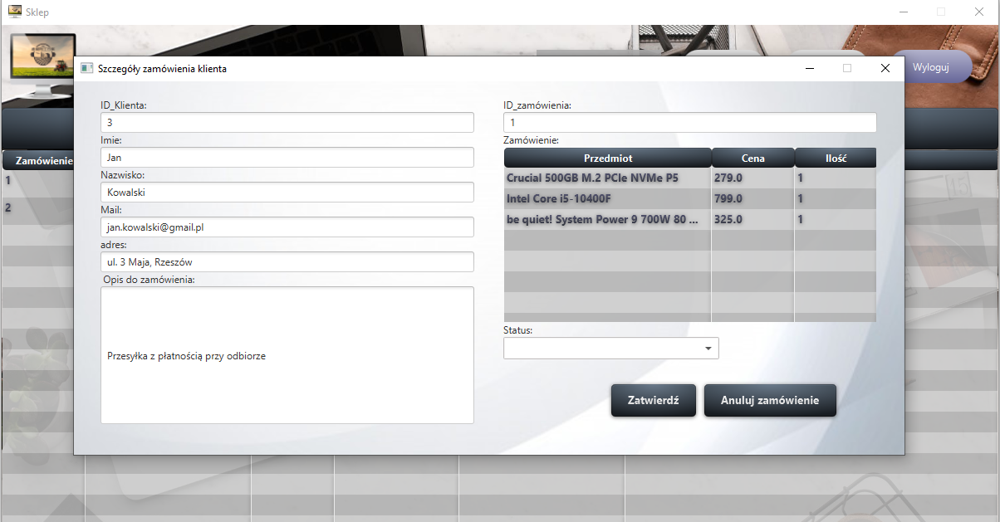 Sklep
Wyloguj
Szczegóły zamówienia klienta
Zamówienie
1
2
ID_Klienta:
3
Imie:
Jan
Nazwisko:
Kowalski
Mail:
jan.kowalski@gmail.pl
adres:
ul. 3 Maja, Rzeszów
Opis do zamówienia:
Przesyłka z płatnością przy odbiorze
ID_zamówienia:
1
Zamówienie:
Przedmiot Cena Ilość
Crucial 500GB M.2 PCIe NVMe P5 279.0 1
Intel Core i5-10400F 799.0 1
be quiet! System Power 9 700W 80 ... 325.0 1
Status:
Zatwierdź Anuluj zamówienie